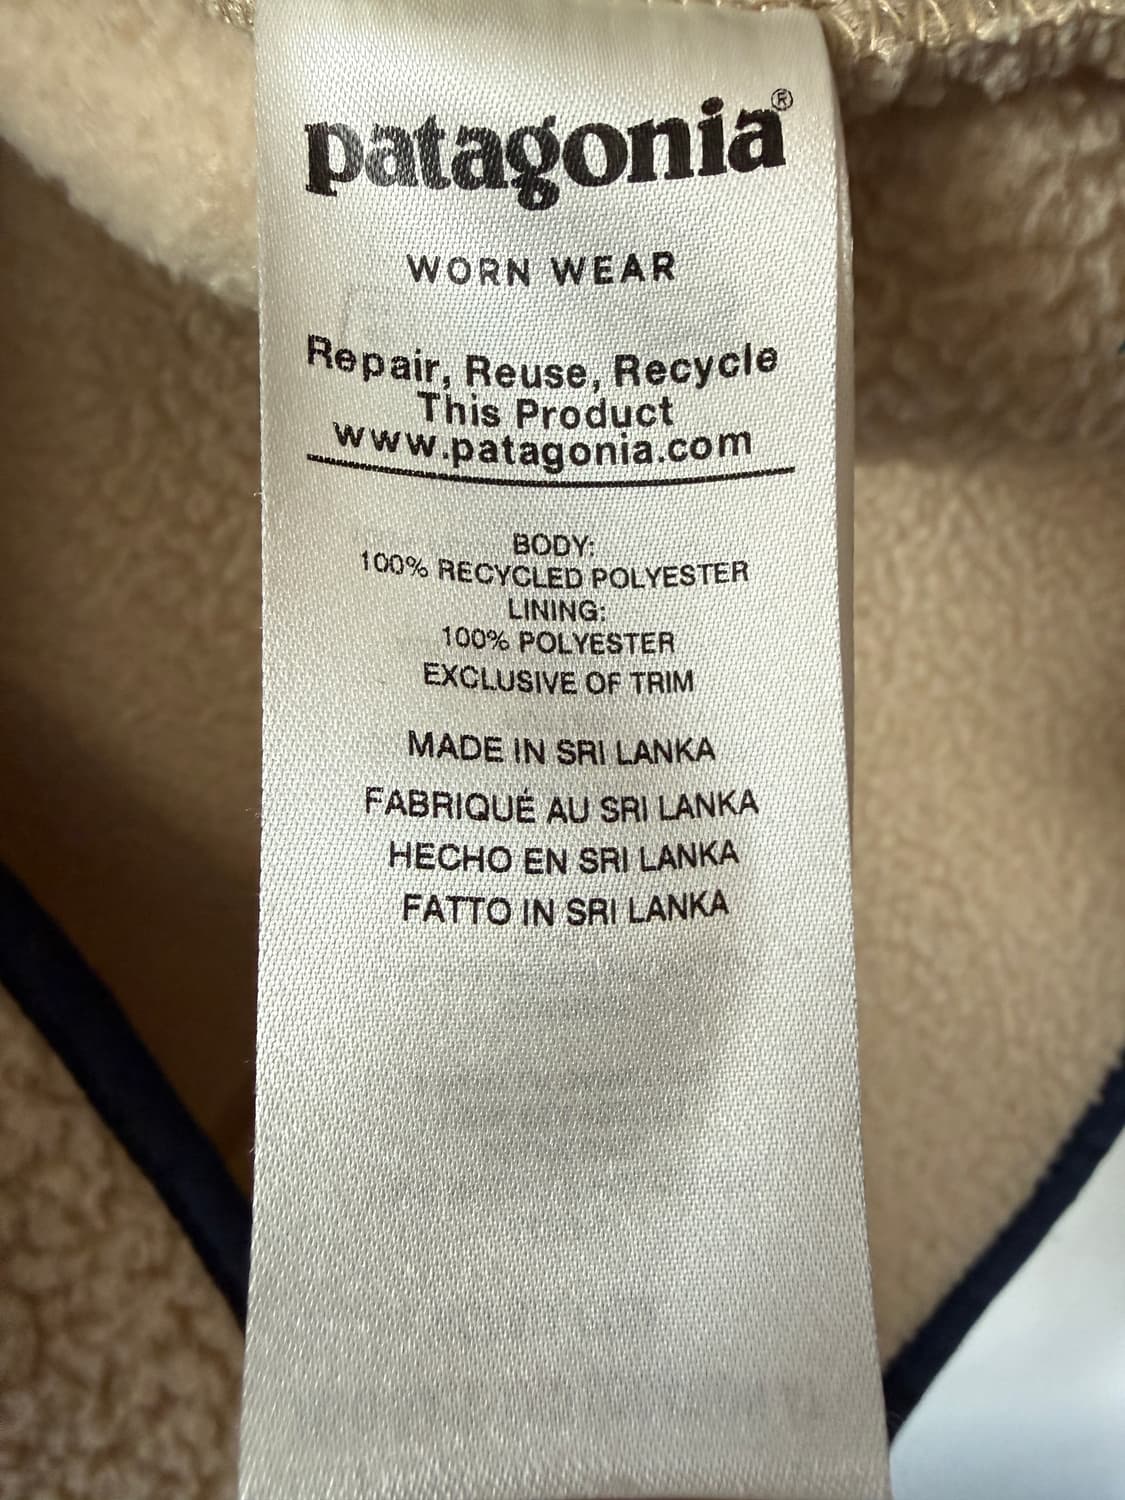 patagonia®
WORN WEAR
Repair, Reuse, Recycle
This Product
www.patagonia.com
BODY:
100% RECYCLED POLYESTER
LINING:
100% POLYESTER
EXCLUSIVE OF TRIM
MADE IN SRI LANKA
FABRIQUÉ AU SRI LANKA
HECHO EN SRI LANKA
FATTO IN SRI LANKA